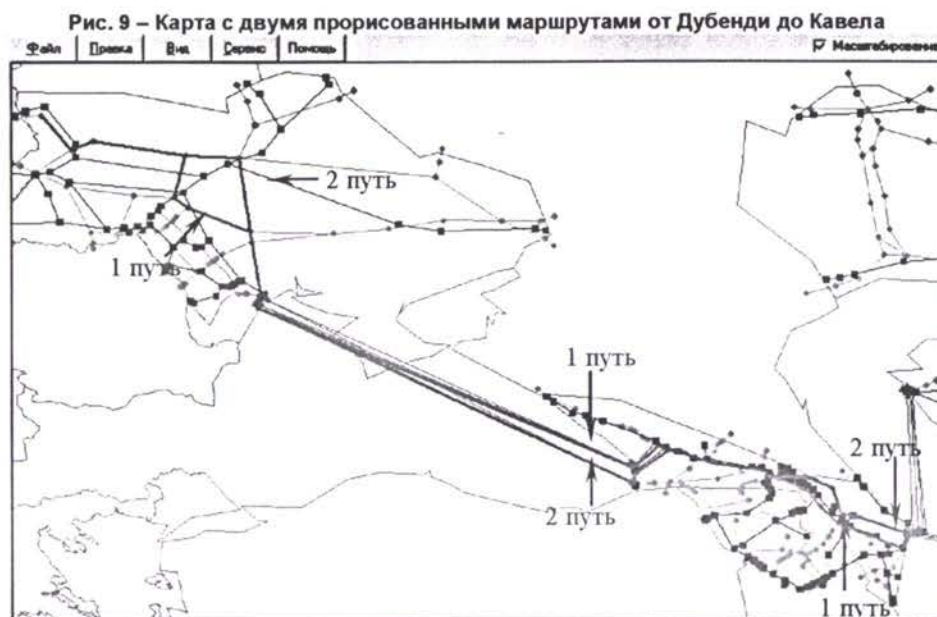 Рис. 9 – Карта с двумя прорисованными маршрутами от Дубенди до Кавела
Файл Правка Вид Сервис Помощь Масштабирование
2 путь
1 путь
1 путь
2 путь
2 путь
1 путь